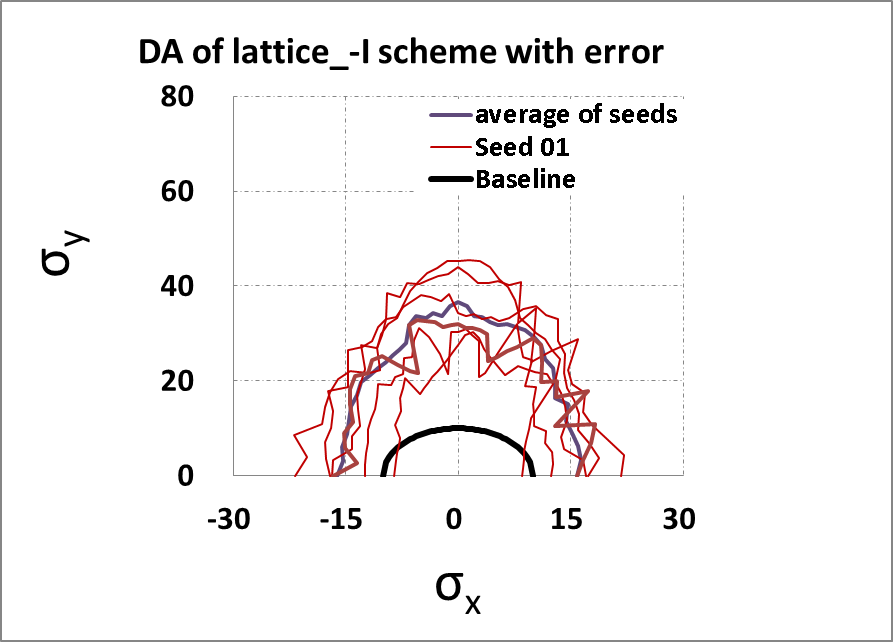 DA of lattice_-I scheme with error
80
60
40
20
0
σy
average of seeds
Seed 01
Baseline
-30 -15 0 15 30
σx